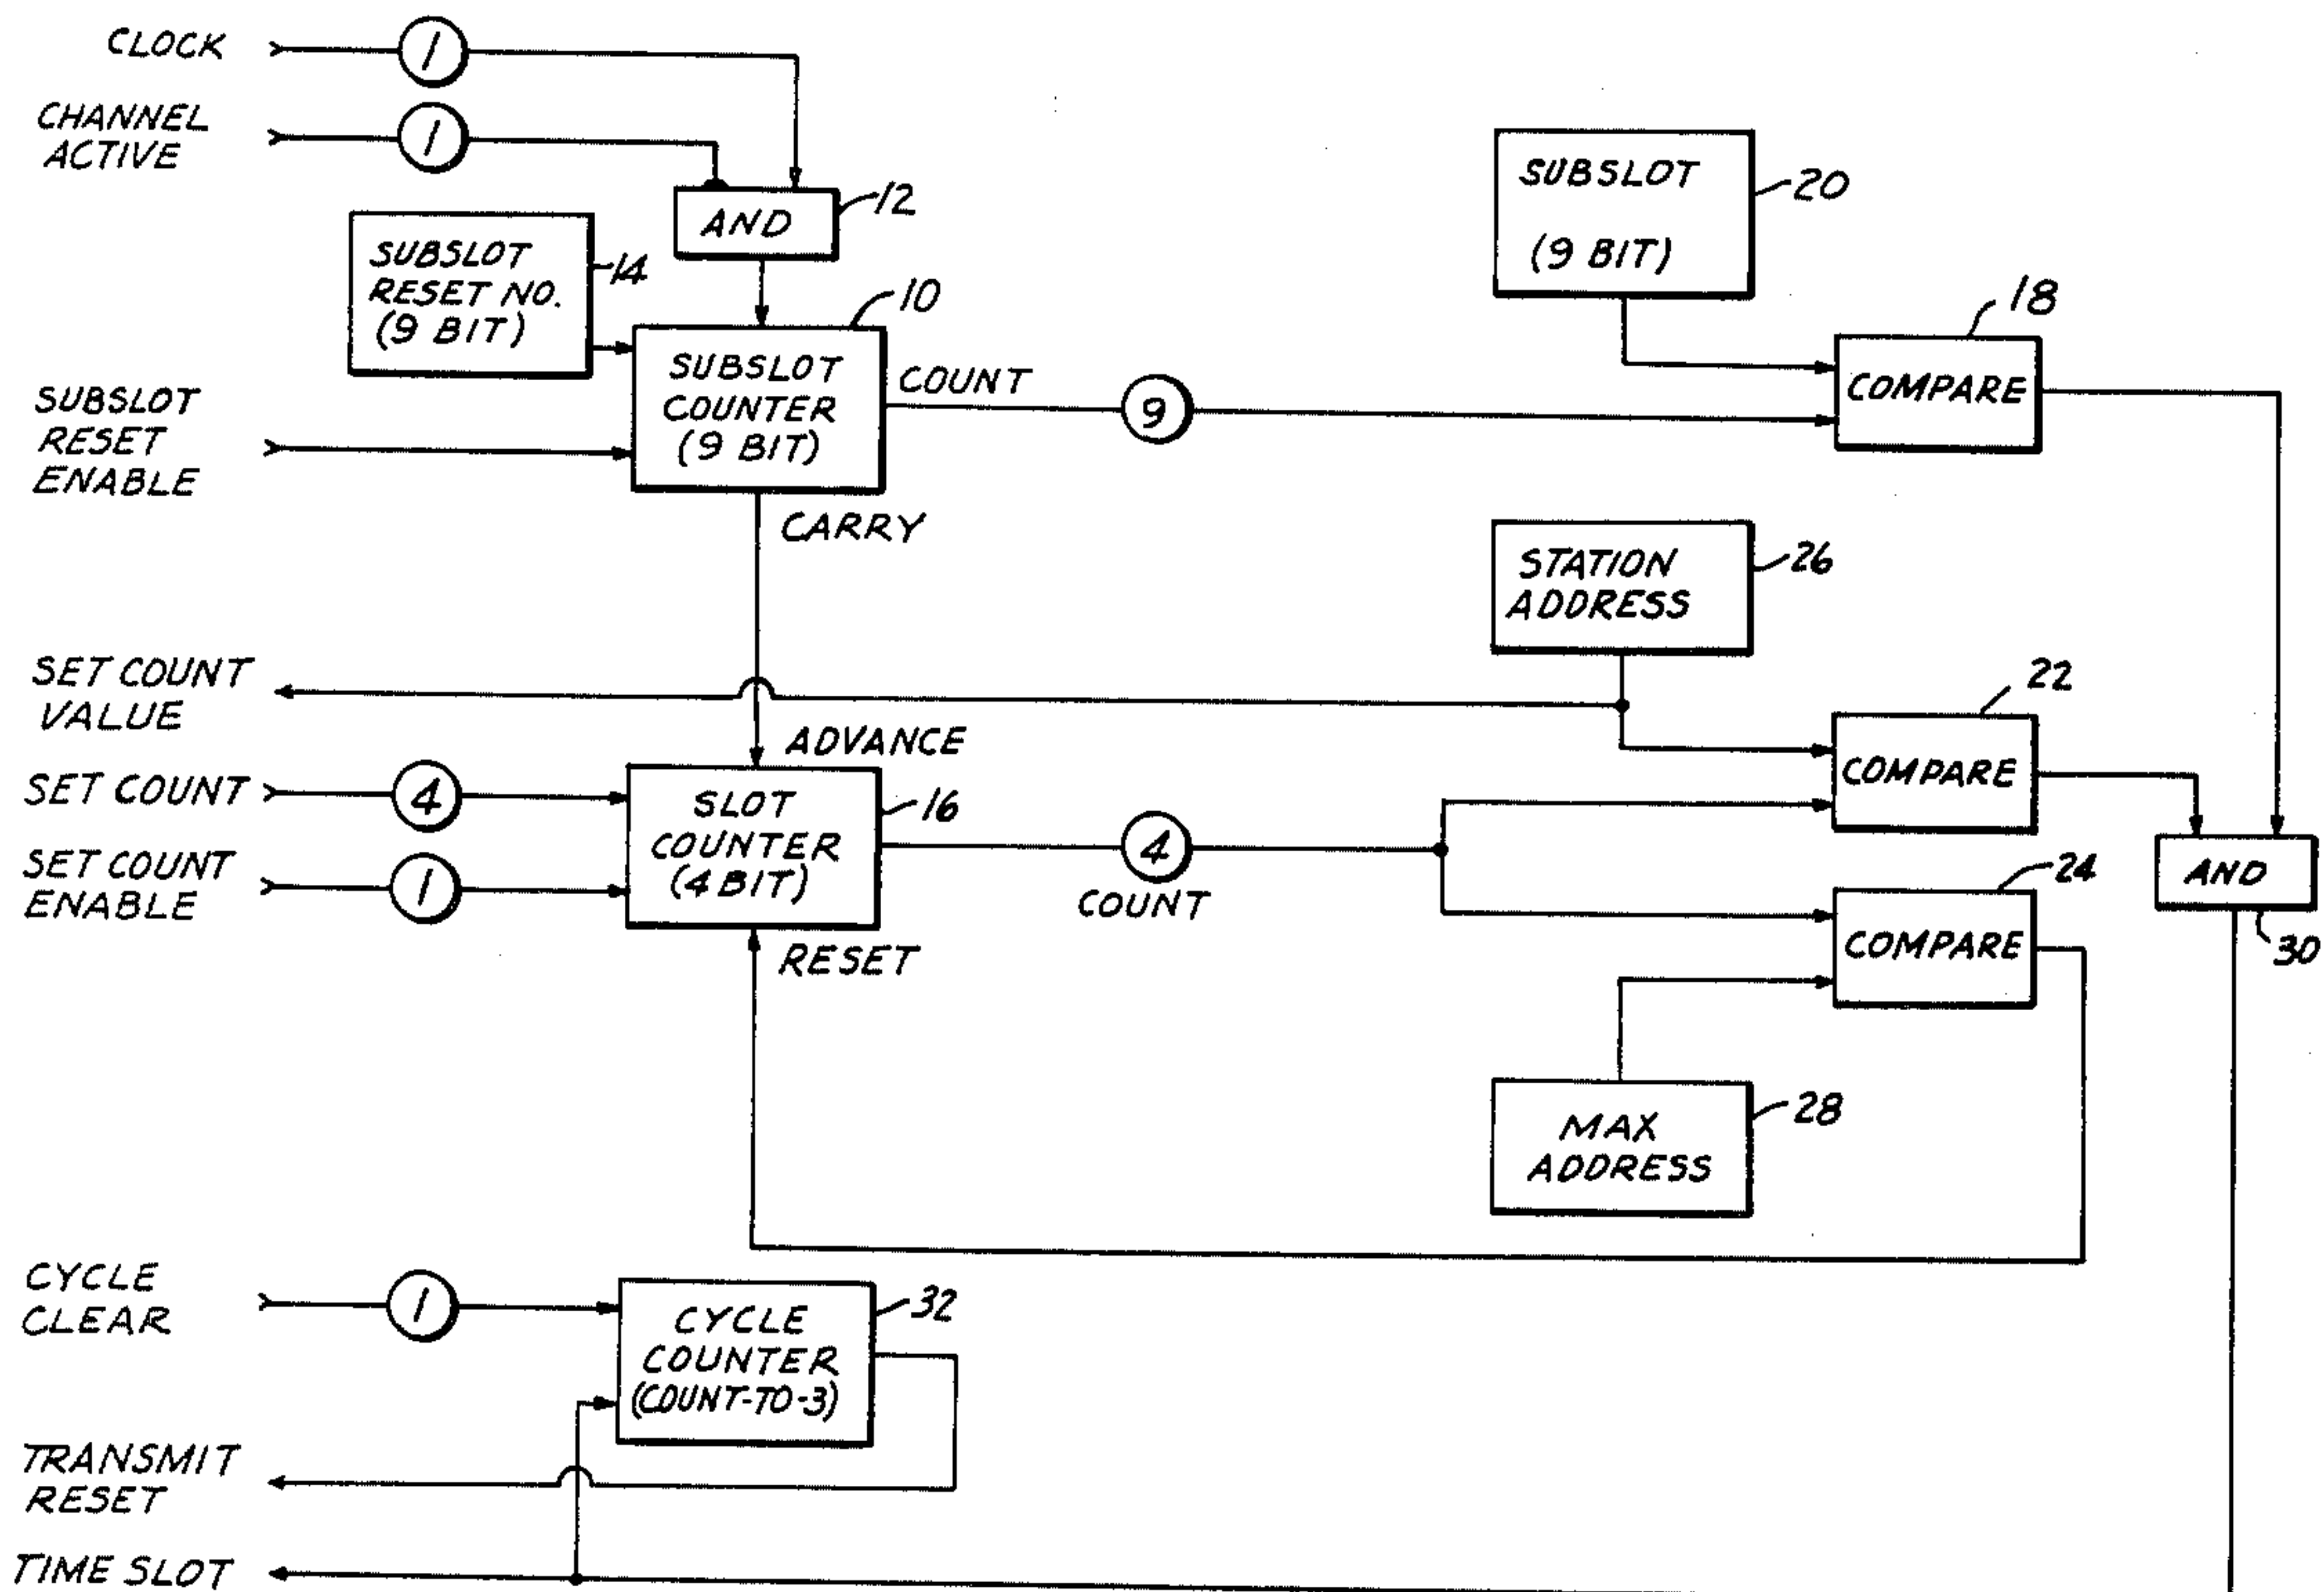 CLOCK
1
CHANNEL
ACTIVE
1
AND
12
SUBSLOT
RESET NO.
(9 BIT)
14
SUBSLOT
(9 BIT)
20
SUBSLOT
COUNTER
(9 BIT)
10
COUNT
9
COMPARE
18
SUBSLOT
RESET
ENABLE
CARRY
STATION
ADDRESS
26
SET COUNT
VALUE
ADVANCE
COMPARE
22
SET COUNT
4
SLOT
COUNTER
(4 BIT)
16
4
COUNT
SET COUNT
ENABLE
1
COMPARE
24
AND
30
RESET
MAX
ADDRESS
28
CYCLE
CLEAR
1
CYCLE
COUNTER
(COUNT-TO-3)
32
TRANSMIT
RESET
TIME SLOT